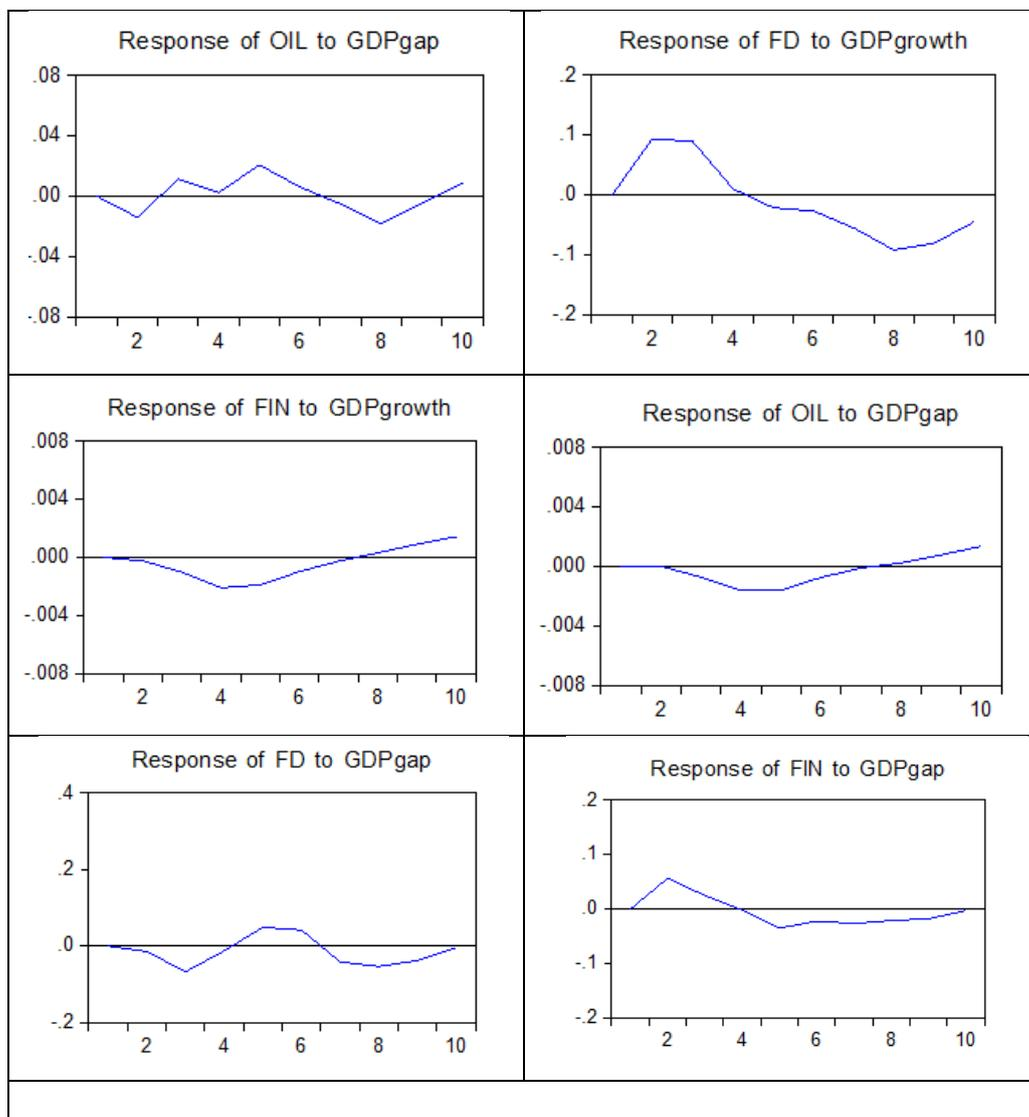 Response of OIL to GDPgap
.08
.04
.00
-.04
-.08
2 4 6 8 10
Response of FD to GDPgrowth
.2
.1
.0
-.1
-.2
2 4 6 8 10
Response of FIN to GDPgrowth
.008
.004
.000
-.004
-.008
2 4 6 8 10
Response of OIL to GDPgap
.008
.004
.000
-.004
-.008
2 4 6 8 10
Response of FD to GDPgap
.4
.2
.0
-.2
2 4 6 8 10
Response of FIN to GDPgap
.2
.1
.0
-.1
-.2
2 4 6 8 10